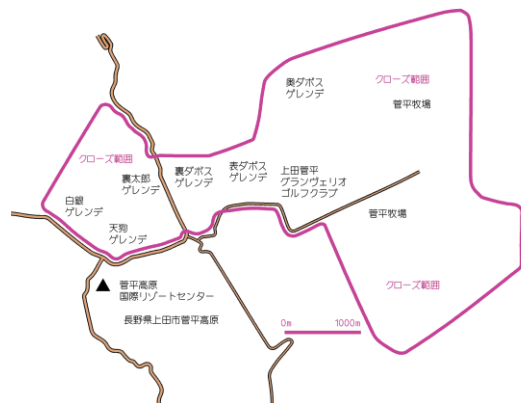 奥ダボス
ゲレンデ
クローズ範囲
菅平牧場
クローズ範囲
裏太郎
ゲレンデ
裏ダボス
ゲレンデ
表ダボス
ゲレンデ
上田菅平
グランヴェリオ
ゴルフクラブ
白銀
ゲレンデ
天狗
ゲレンデ
菅平牧場
クローズ範囲
菅平高原
国際リゾートセンター
長野県上田市菅平高原
0m
1000m